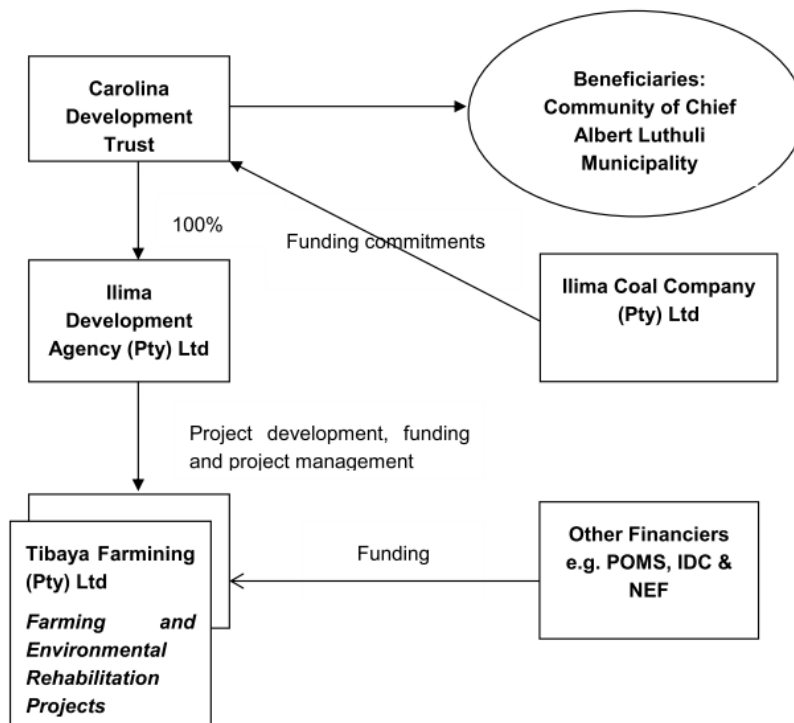 Carolina
Development
Trust
Beneficiaries:
Community of Chief
Albert Luthuli
Municipality
100%
Funding commitments
Ilima
Development
Agency (Pty) Ltd
Ilima Coal Company
(Pty) Ltd
Project development, funding
and project management
Tibaya Farmining
(Pty) Ltd
Farming and
Environmental
Rehabilitation
Projects
Funding
Other Financiers
e.g. POMS, IDC &
NEF